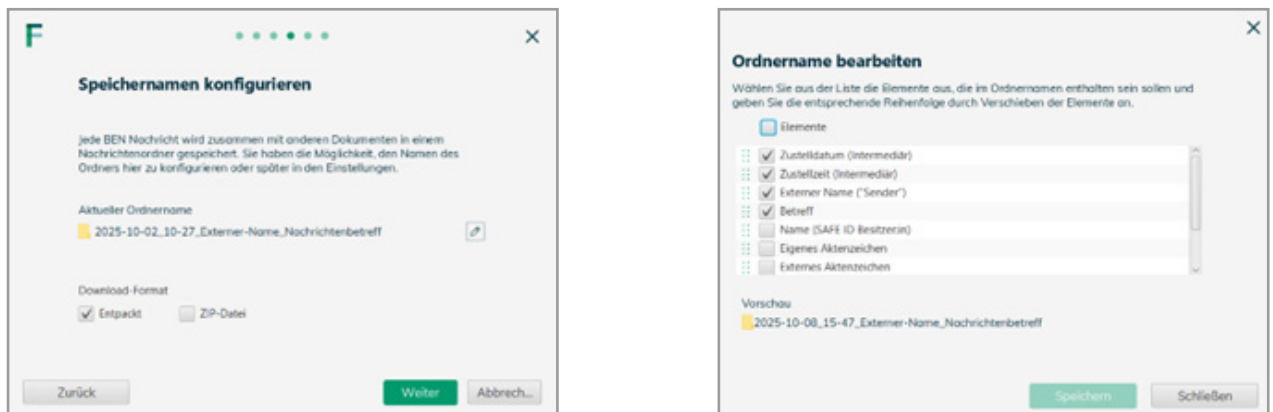 F
Speichernamen konfigurieren
Jede BEN Nachricht wird zusammen mit anderen Dokumenten in einem
Nachrichtenordner gespeichert. Sie haben die Möglichkeit, den Namen des
Ordners hier zu konfigurieren oder später in den Einstellungen.
Aktueller Ordnername
2025-10-02_10-27_Externer-Name_Nachrichtenbetreff
Download-Format
Entpackt ZIP-Datei
Zurück Weiter Abbrech...
Ordnername bearbeiten
Wählen Sie aus der Liste die Elemente aus, die im Ordnernamen enthalten sein sollen und
geben Sie die entsprechende Reihenfolge durch Verschieben der Elemente an.
Elemente
Zustelldatum (Intermediär)
Zustellzeit (Intermediär)
Externer Name ("Sender")
Betreff
Name (SAFE ID Besitzer:in)
Eigenes Aktenzeichen
Externes Aktenzeichen
Vorschau
2025-10-08_15-47_Externer-Name_Nachrichtenbetreff
Speichern Schließen